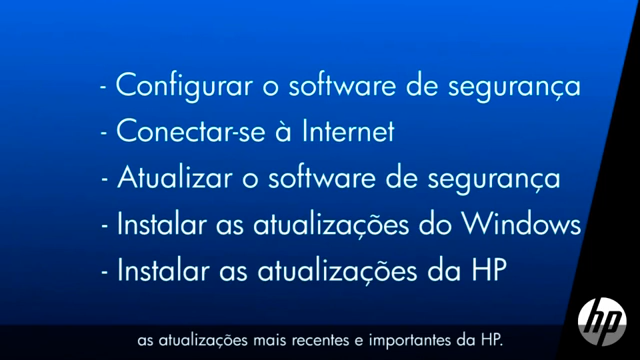 - Configurar o software de segurança
- Conectar-se à Internet
- Atualizar o software de segurança
- Instalar as atualizações do Windows
- Instalar as atualizações da HP
hp
as atualizações mais recentes e importantes da HP.